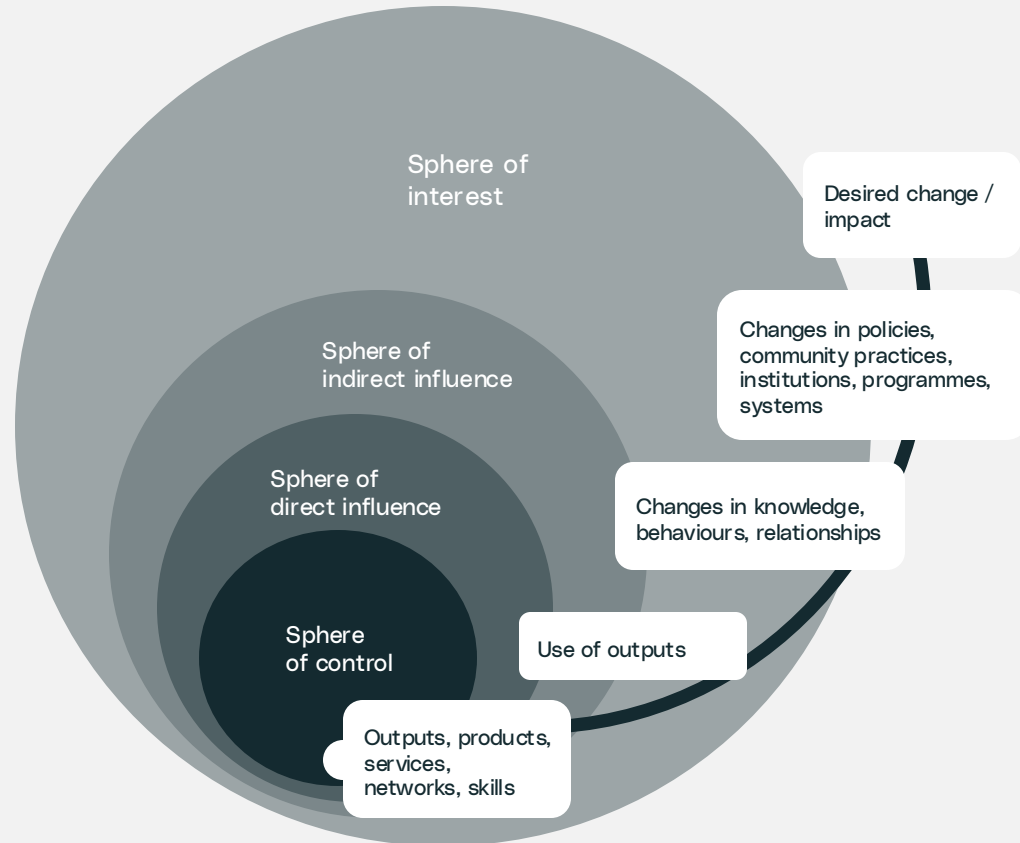 Sphere of
interest
Desired change /
impact
Changes in policies,
community practices,
institutions, programmes,
systems
Sphere of
indirect influence
Sphere of
direct influence
Changes in knowledge,
behaviours, relationships
Sphere
of control
Use of outputs
Outputs, products,
services,
networks, skills